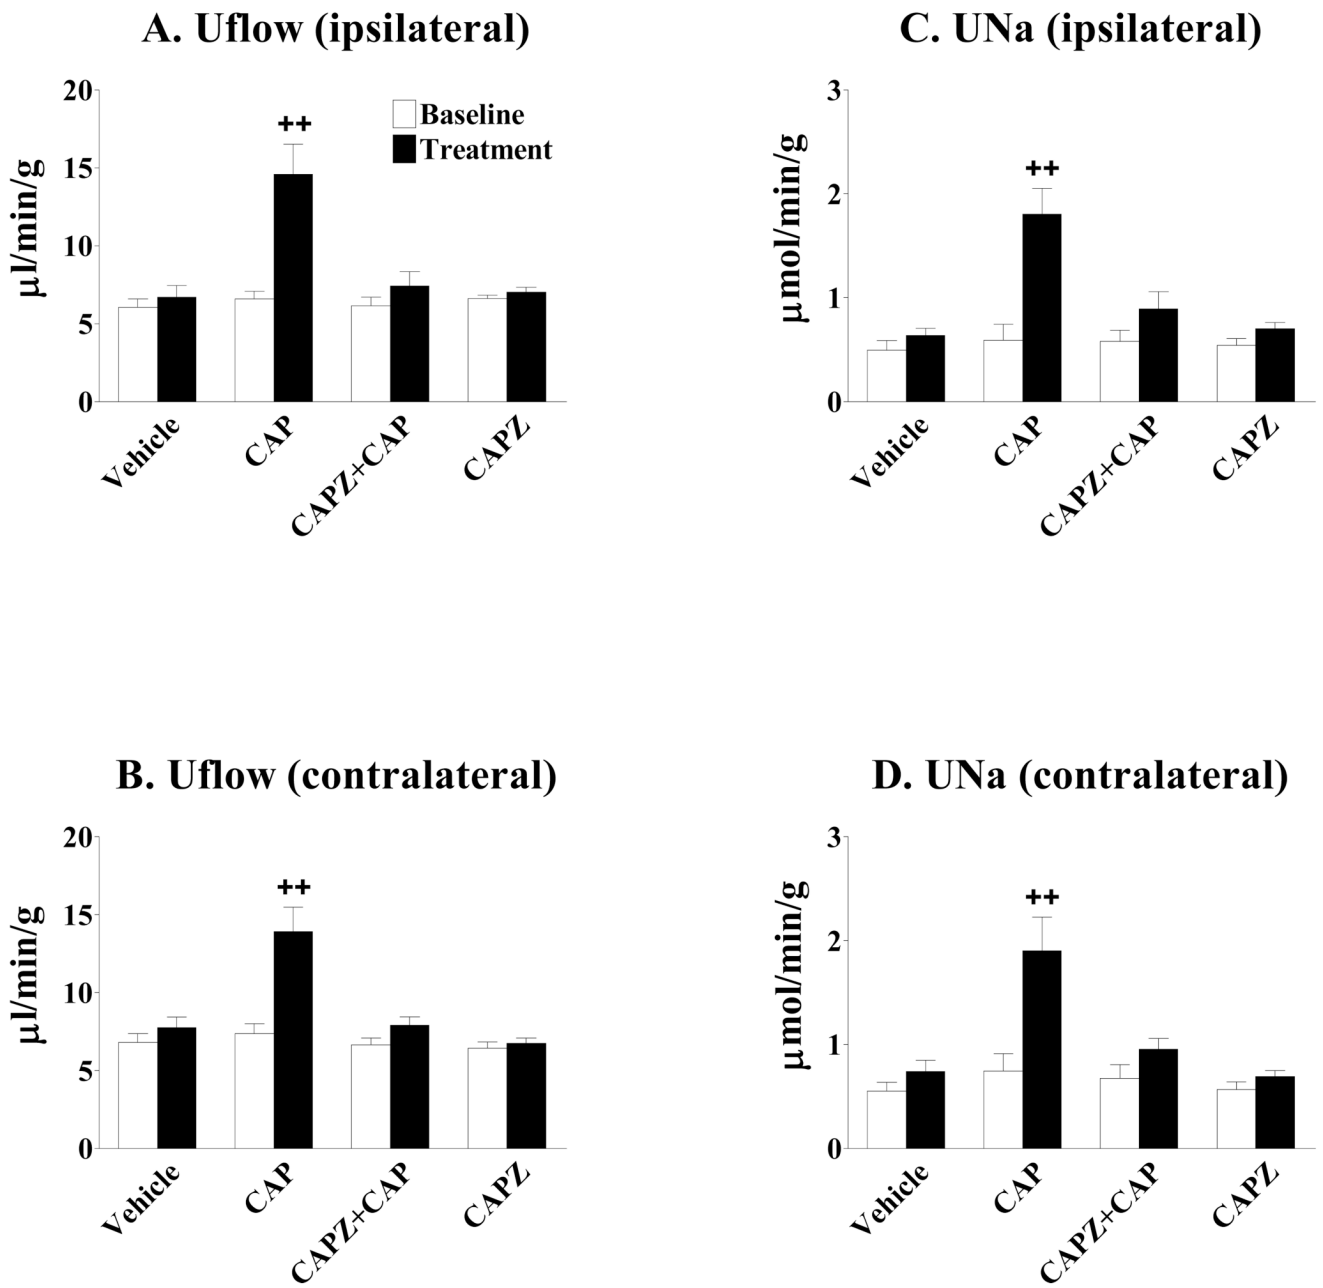 A. Uflow (ipsilateral)
20
15
10
5
0
μl/min/g
++
Baseline
Treatment
Vehicle
CAP
CAPZ+CAP
CAPZ
C. UNa (ipsilateral)
3
2
1
0
μmol/min/g
++
Vehicle
CAP
CAPZ+CAP
CAPZ
B. Uflow (contralateral)
20
15
10
5
0
μl/min/g
++
Vehicle
CAP
CAPZ+CAP
CAPZ
D. UNa (contralateral)
3
2
1
0
μmol/min/g
++
Vehicle
CAP
CAPZ+CAP
CAPZ